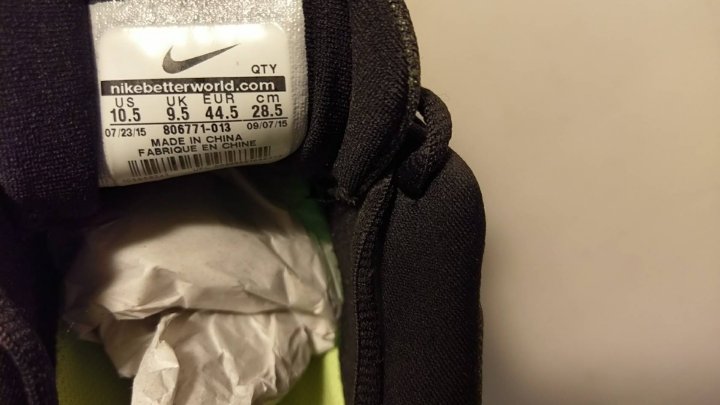 QTY
nikebetterworld.com
US UK EUR cm
10.5 9.5 44.5 28.5
07/23/15 806771-013 09/07/15
MADE IN CHINA
FABRIQUE EN CHINE